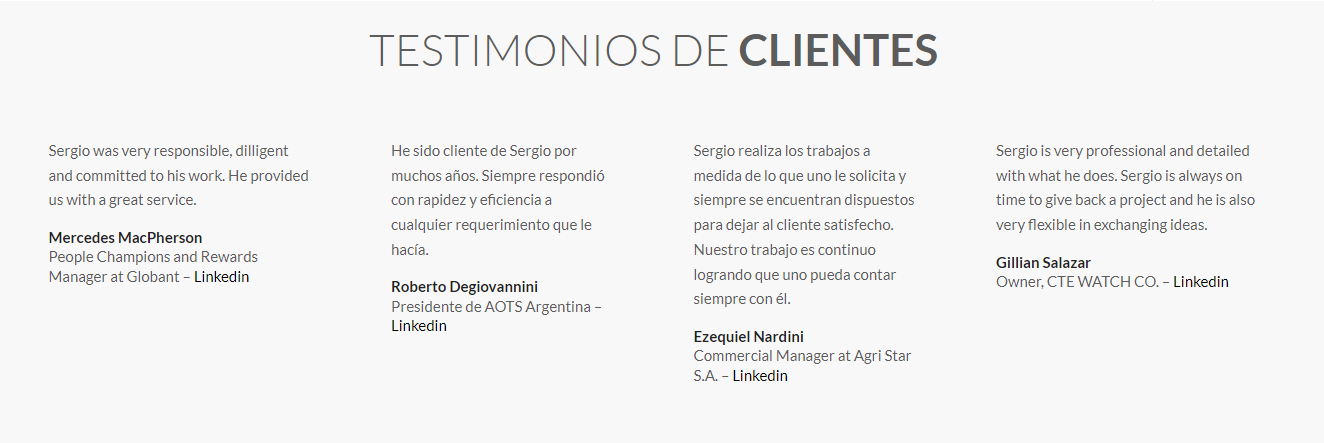 TESTIMONIOS DE CLIENTES
Sergio was very responsible, dilligent
and committed to his work. He provided
us with a great service.
Mercedes MacPherson
People Champions and Rewards
Manager at Globant – Linkedin
He sido cliente de Sergio por
muchos años. Siempre respondió
con rapidez y eficiencia a
cualquier requerimiento que le
hacía.
Roberto Degiovannini
Presidente de AOTS Argentina –
Linkedin
Sergio realiza los trabajos a
medida de lo que uno le solicita y
siempre se encuentran dispuestos
para dejar al cliente satisfecho.
Nuestro trabajo es continuo
logrando que uno pueda contar
siempre con él.
Ezequiel Nardini
Commercial Manager at Agri Star
S.A. – Linkedin
Sergio is very professional and detailed
with what he does. Sergio is always on
time to give back a project and he is also
very flexible in exchanging ideas.
Gillian Salazar
Owner, CTE WATCH CO. – Linkedin